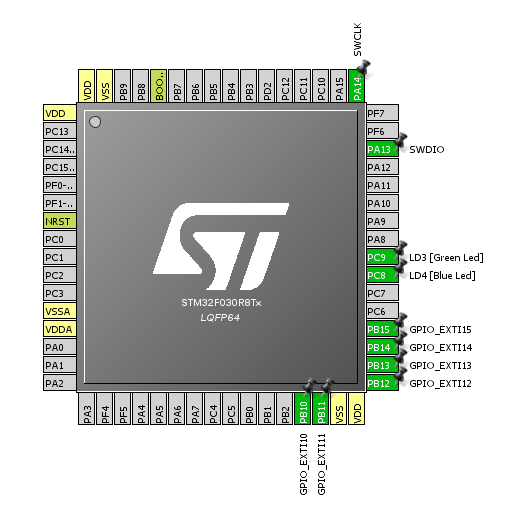 SWCLK
VDD
VSS
PB9
PB8
BOO..
PB7
PB6
PB5
PB4
PB3
PD2
PC12
PC11
PC10
PA15
PA14
VDD
PC13
PC14..
PC15..
PF0-..
PF1-..
NRST
PC0
PC1
PC2
PC3
VSSA
VDDA
PA0
PA1
PA2
ST
STM32F030R8Tx
LQFP64
PF7
PF6
PA13 SWDIO
PA12
PA11
PA10
PA9
PA8
PC9 LD3 [Green Led]
PC8 LD4 [Blue Led]
PC7
PC6
PB15 GPIO_EXTI15
PB14 GPIO_EXTI14
PB13 GPIO_EXTI13
PB12 GPIO_EXTI12
PA3
PF4
PF5
PA4
PA5
PA6
PA7
PC4
PC5
PB0
PB1
PB2
PB10
PB11
VSS
VDD
GPIO_EXTI10
GPIO_EXTI11